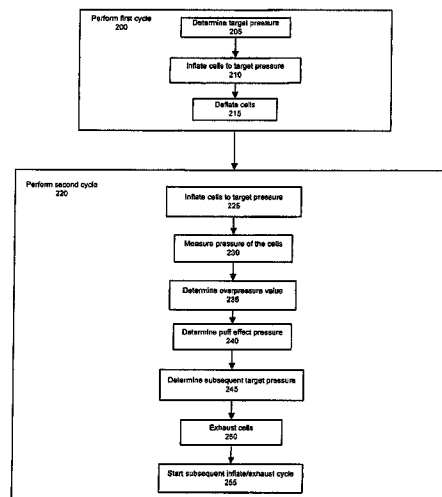 Perform first cycle
200
Determine target pressure
205
Inflate cells to target pressure
210
Deflate cells
215
Perform second cycle
220
Inflate cells to target pressure
225
Measure pressure of the cells
230
Determine overpressure value
235
Determine puff effect pressure
240
Determine subsequent target pressure
245
Exhaust cells
250
Start subsequent inflate/exhaust cycle
255